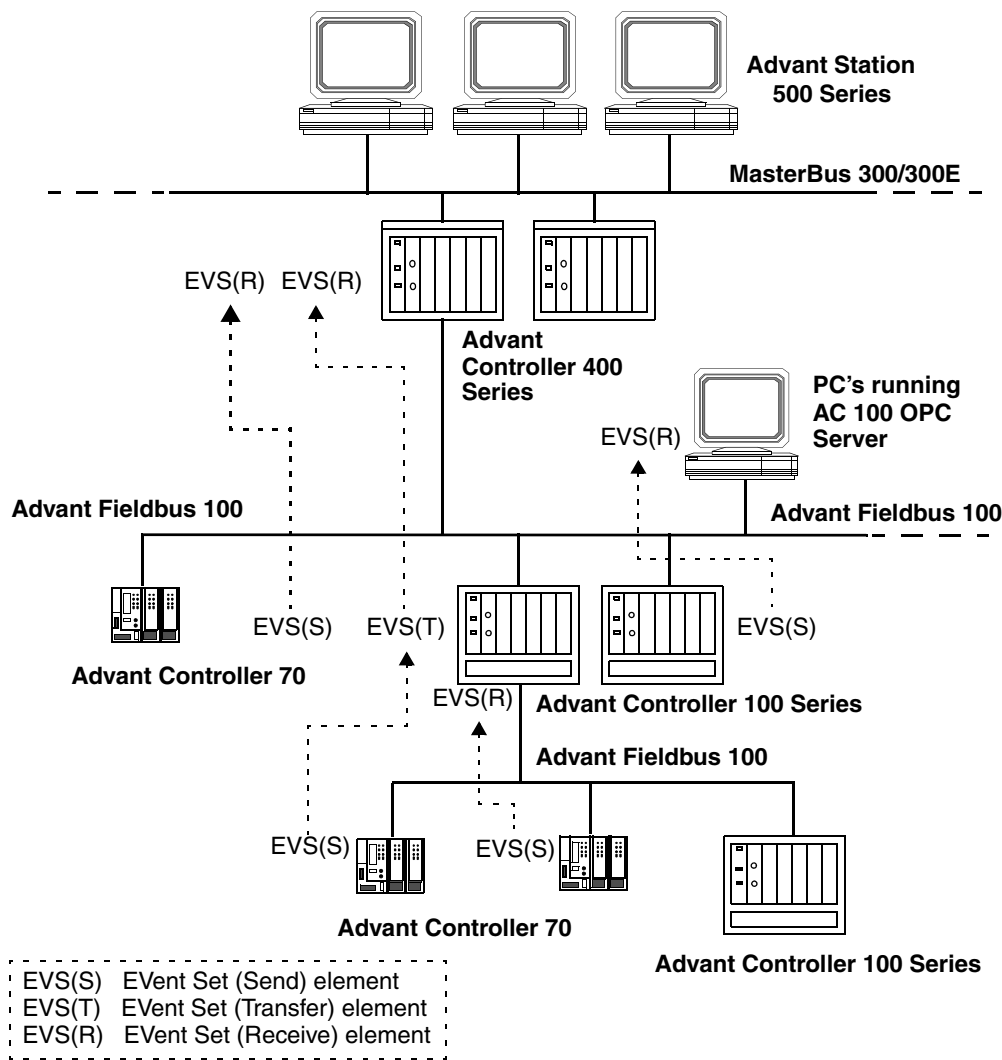 Advant Station
500 Series
MasterBus 300/300E
EVS(R) EVS(R)
Advant
Controller 400
Series
PC's running
AC 100 OPC
Server
EVS(R)
Advant Fieldbus 100
Advant Fieldbus 100
EVS(S) EVS(T)
EVS(S)
Advant Controller 70
EVS(R)
Advant Controller 100 Series
Advant Fieldbus 100
EVS(S)
EVS(S)
Advant Controller 70
Advant Controller 100 Series
EVS(S) EVent Set (Send) element
EVS(T) EVent Set (Transfer) element
EVS(R) EVent Set (Receive) element